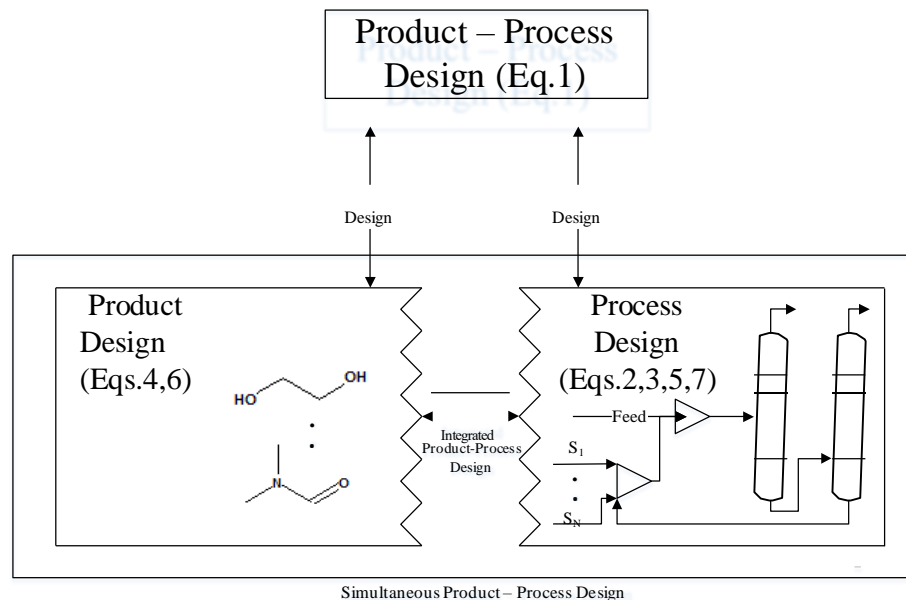 Product – Process
Design (Eq.1)
Design
Design
Product
Design
(Eqs.4,6)
HO
OH
N
O
Integrated
Product-Process
Design
Process
Design
(Eqs.2,3,5,7)
Feed
S1
SN
Simultaneous Product – Process Design